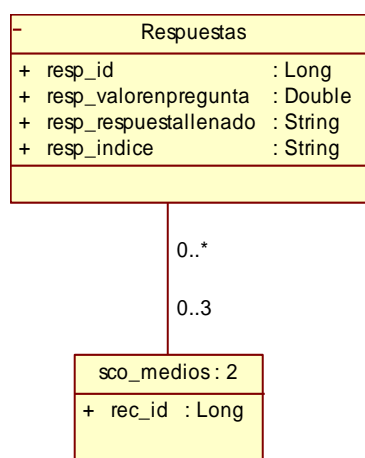 Respuestas
+ resp_id : Long
+ resp_valorenpregunta : Double
+ resp_respuestallenado : String
+ resp_indice : String
0..*
0..3
sco_medios : 2
+ rec_id : Long